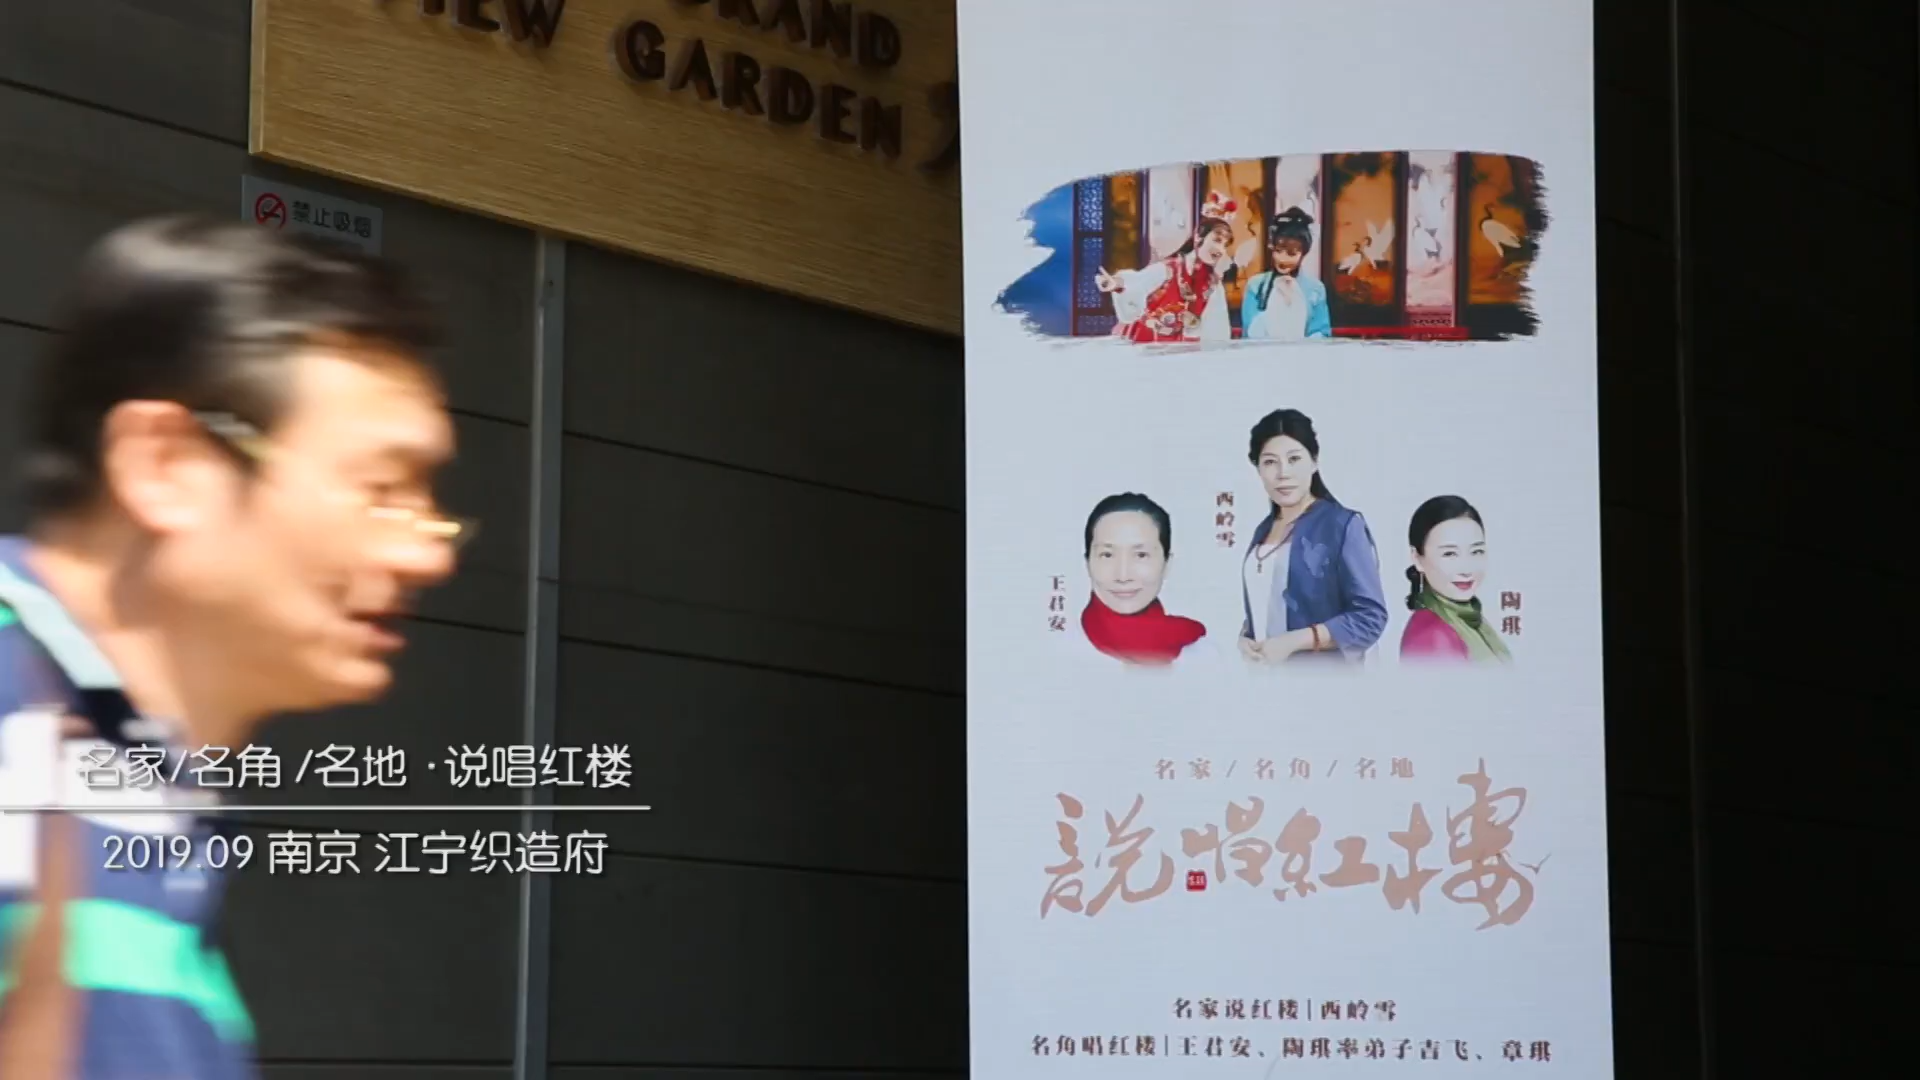 GRAND
VIEW GARDEN
禁止吸烟
西岭雪
王君安
陶琪
名家/名角/名地
說唱紅樓
名家说红楼|西岭雪
名角唱红楼|王君安、陶琪率弟子吉飞、章琪
名家/名角/名地·说唱红楼
2019.09 南京 江宁织造府